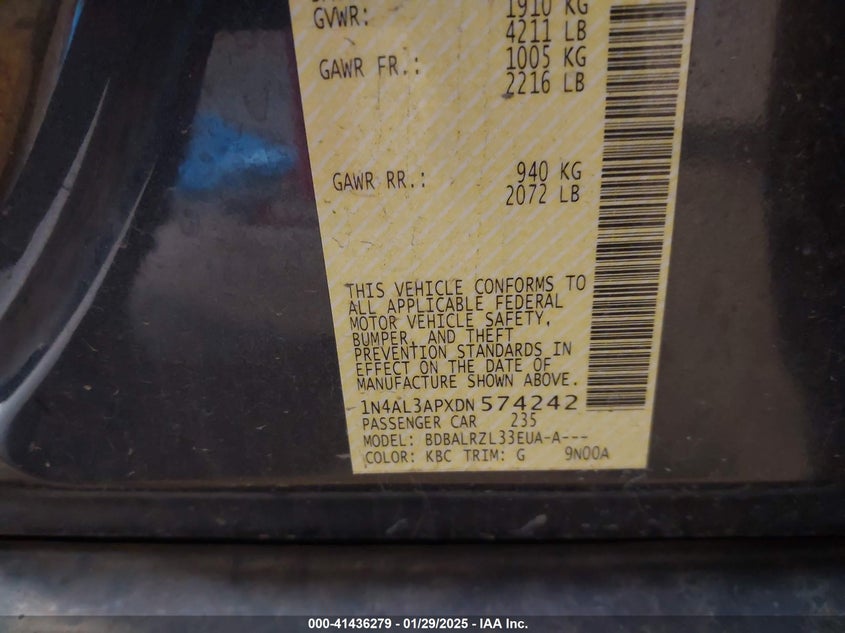 GVWR: 1910 KG
4211 LB
GAWR FR.: 1005 KG
2216 LB
GAWR RR.: 940 KG
2072 LB
THIS VEHICLE CONFORMS TO
ALL APPLICABLE FEDERAL
MOTOR VEHICLE SAFETY,
BUMPER, AND THEFT
PREVENTION STANDARDS IN
EFFECT ON THE DATE OF
MANUFACTURE SHOWN ABOVE.
1N4AL3APXDN574242
PASSENGER CAR 235
MODEL: BDBALRZL33EUA-A---
COLOR: KBC TRIM: G 9N00A
000-41436279 - 01/29/2025 - IAA Inc.